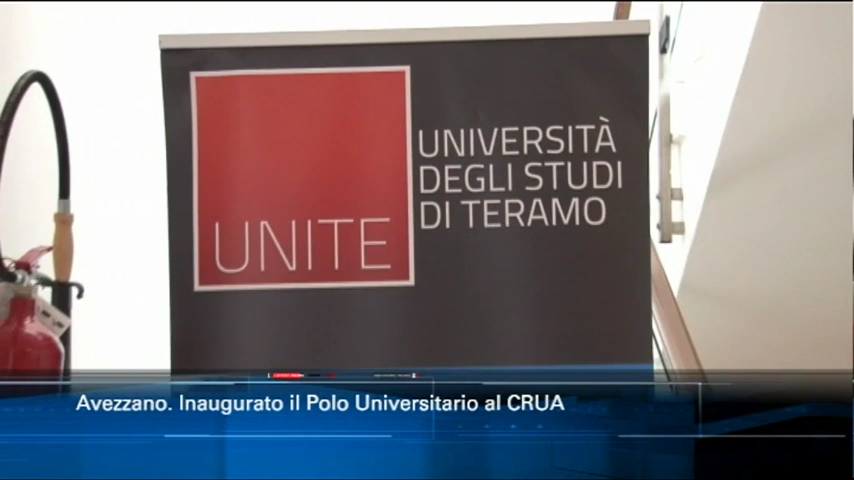 UNITE
UNIVERSITÀ
DEGLI STUDI
DI TERAMO
Avezzano. Inaugurato il Polo Universitario al CRUA